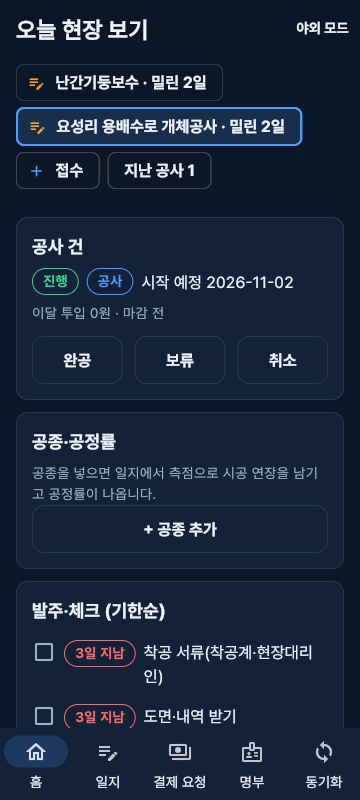 오늘 현장 보기
야외 모드
난간기둥보수 · 밀린 2일
요성리 용배수로 개체공사 · 밀린 2일
+ 접수
지난 공사 1
공사 건
진행 공사 시작 예정 2026-11-02
이달 투입 0원 · 마감 전
완공 보류 취소
공종·공정률
공종을 넣으면 일지에서 측점으로 시공 연장을 남기
고 공정률이 나옵니다.
+ 공종 추가
발주·체크 (기한순)
3일 지남 착공 서류(착공계·현장대리
인)
3일 지남 도면·내역 받기
홈 일지 결제 요청 명부 동기화